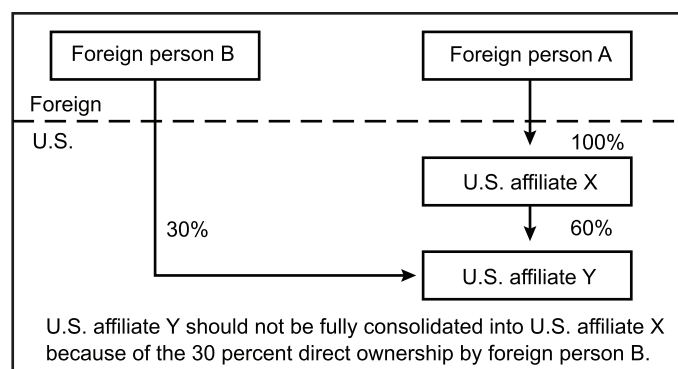 Foreign person B
Foreign person A
Foreign
U.S.
100%
U.S. affiliate X
30%
60%
U.S. affiliate Y
U.S. affiliate Y should not be fully consolidated into U.S. affiliate X
because of the 30 percent direct ownership by foreign person B.